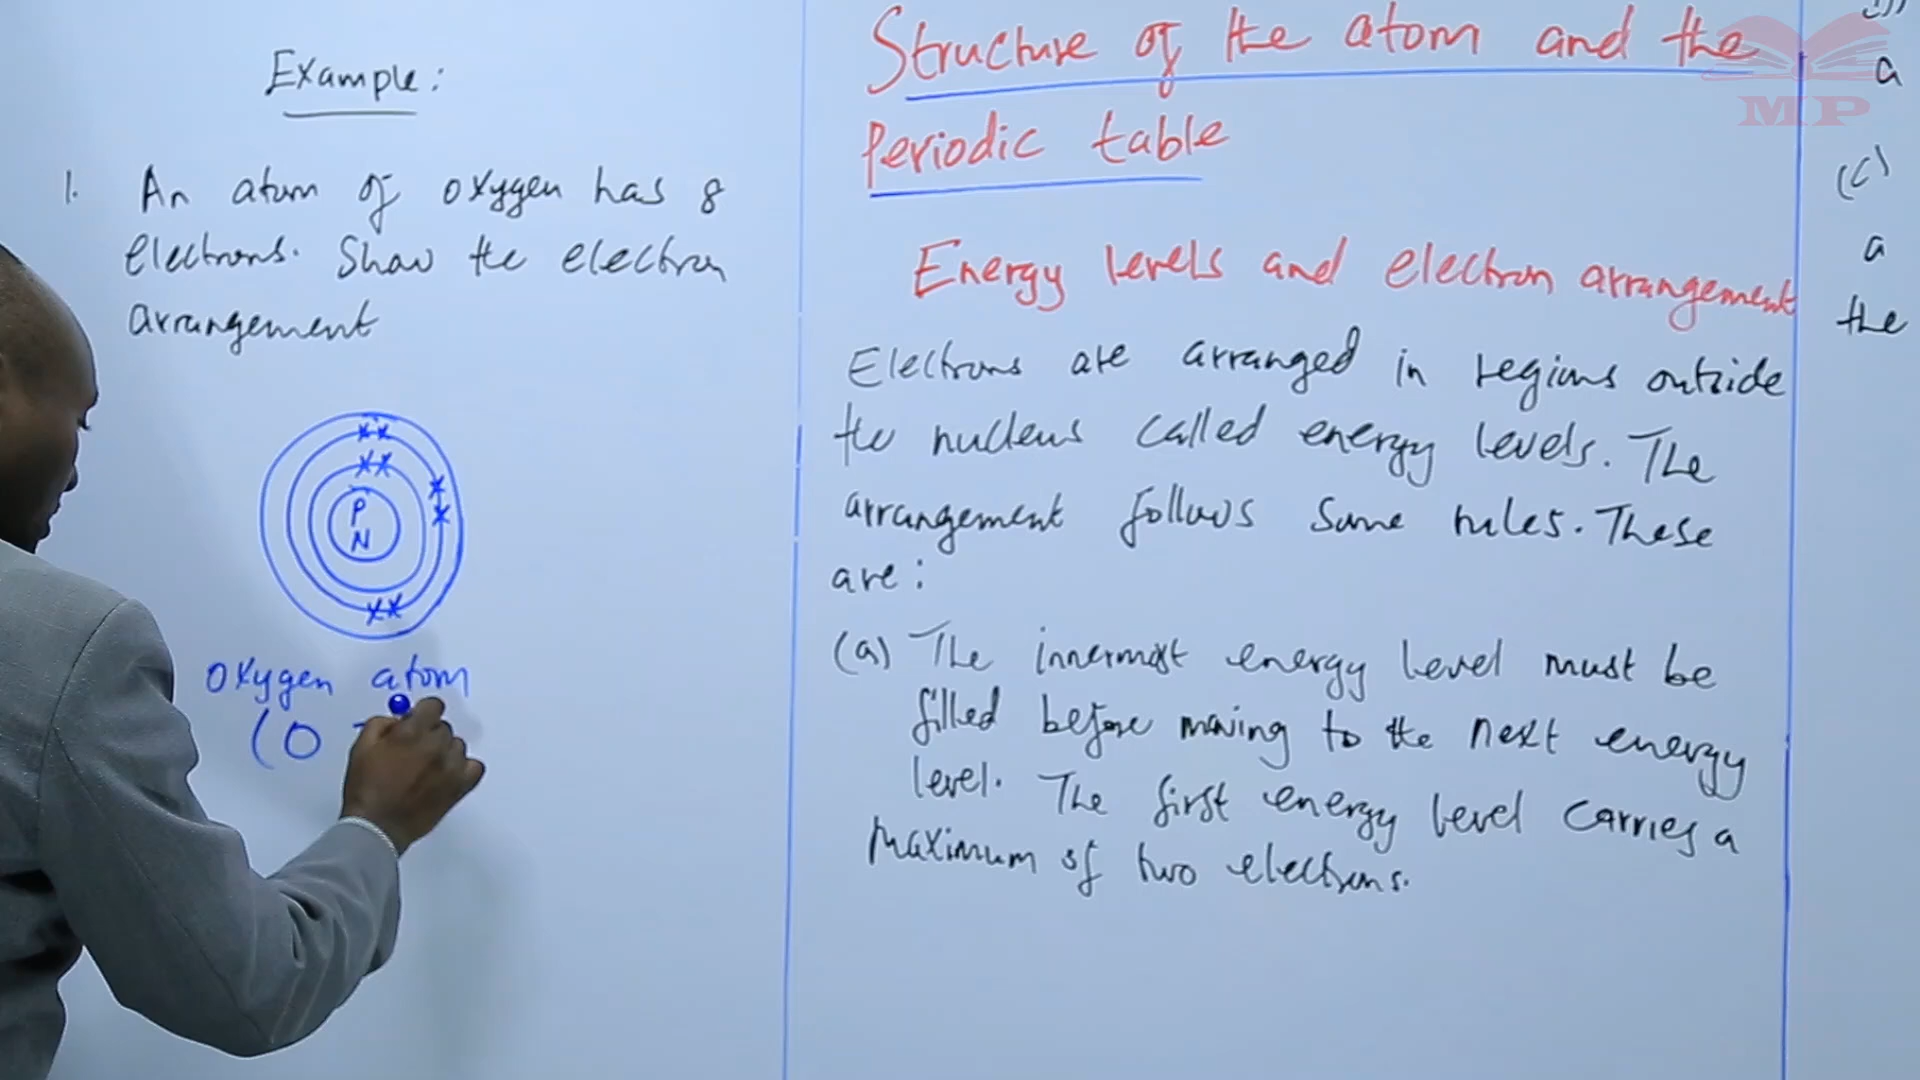 Example:
1. An atom of oxygen has 8
electrons. Show the electron
arrangement
xx
xx
x
x
P
N
xx
oxygen atom
(O
Structure of the atom and the
Periodic table
Energy levels and electron arrangement
Electrons are arranged in regions outside
the nucleus called energy levels. The
arrangement follows some rules. These
are:
(a) The innermost energy level must be
filled before moving to the next energy
level. The first energy level carries a
maximum of two electrons.
a
(c)
a
the
MP